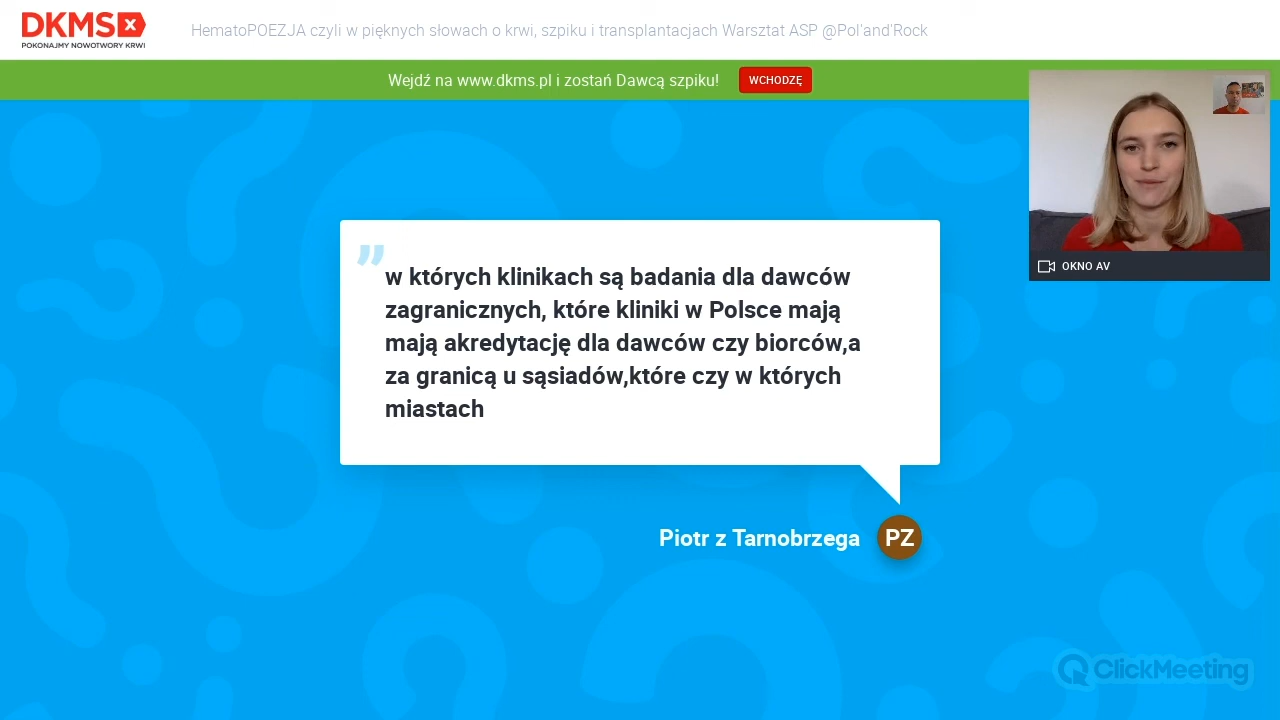 DKMS
POKONAJMY NOWOTWORY KRWI
HematoPOEZJA czyli w pięknych słowach o krwi, szpiku i transplantacjach Warsztat ASP @Pol'and'Rock
Wejdź na www.dkms.pl i zostań Dawcą szpiku!
WCHODZĘ
OKNO AV
w których klinikach są badania dla dawców
zagranicznych, które kliniki w Polsce mają
mają akredytację dla dawców czy biorców,a
za granicą u sąsiadów,które czy w których
miastach
Piotr z Tarnobrzega
PZ
ClickMeeting